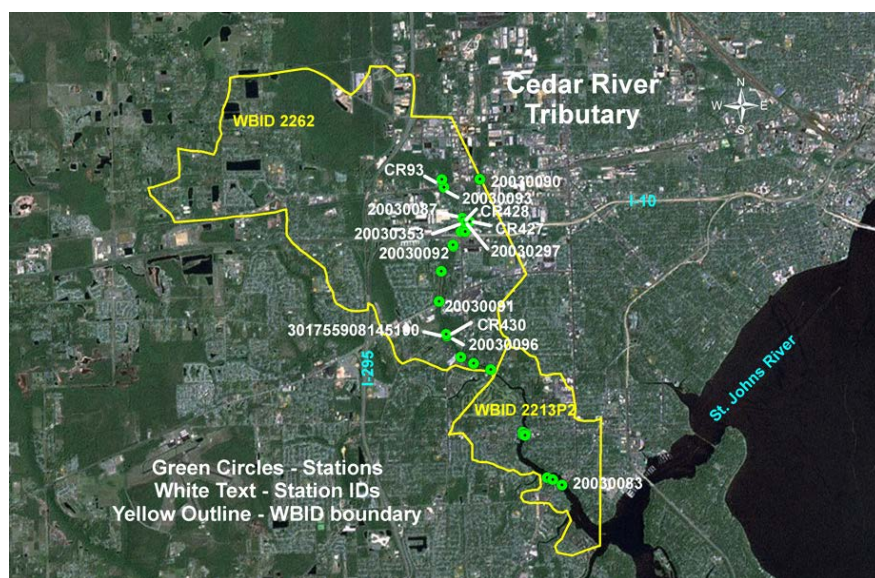 Cedar River
Tributary
N
W E
S
WBID 2262
CR93
20030090
20030093
I-10
20030087
CR428
CR427
20030353
20030297
20030092
20030091
301755908145100
CR430
20030096
I-295
St. Johns River
WBID 2213P2
Green Circles - Stations
White Text - Station IDs
Yellow Outline - WBID boundary
20030083